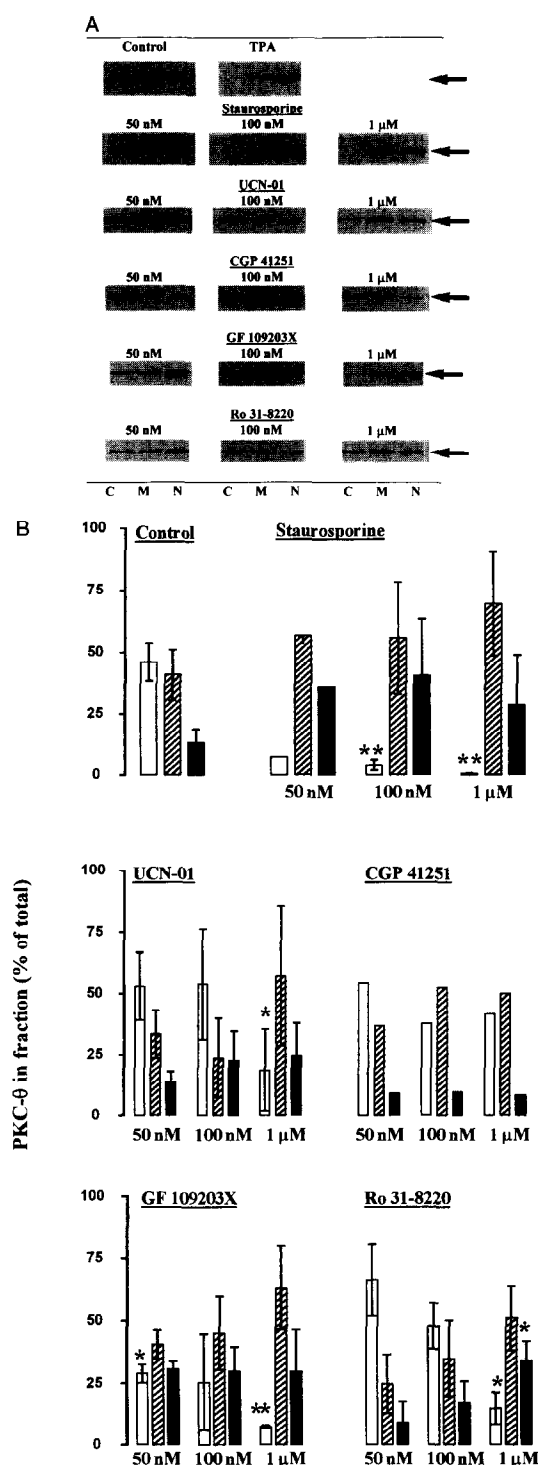 A
Control TPA
Staurosporine
50 nM 100 nM 1 μM
UCN-01
50 nM 100 nM 1 μM
CGP 41251
50 nM 100 nM 1 μM
GF 109203X
50 nM 100 nM 1 μM
Ro 31-8220
50 nM 100 nM 1 μM
C M N C M N C M N
B
PKC-θ in fraction (% of total)
100
75
50
25
0
Control Staurosporine
** **
50 nM 100 nM 1 μM
100
75
50
25
0
UCN-01 CGP 41251
*
50 nM 100 nM 1 μM 50 nM 100 nM 1 μM
100
75
50
25
0
GF 109203X Ro 31-8220
* ** * *
50 nM 100 nM 1 μM 50 nM 100 nM 1 μM